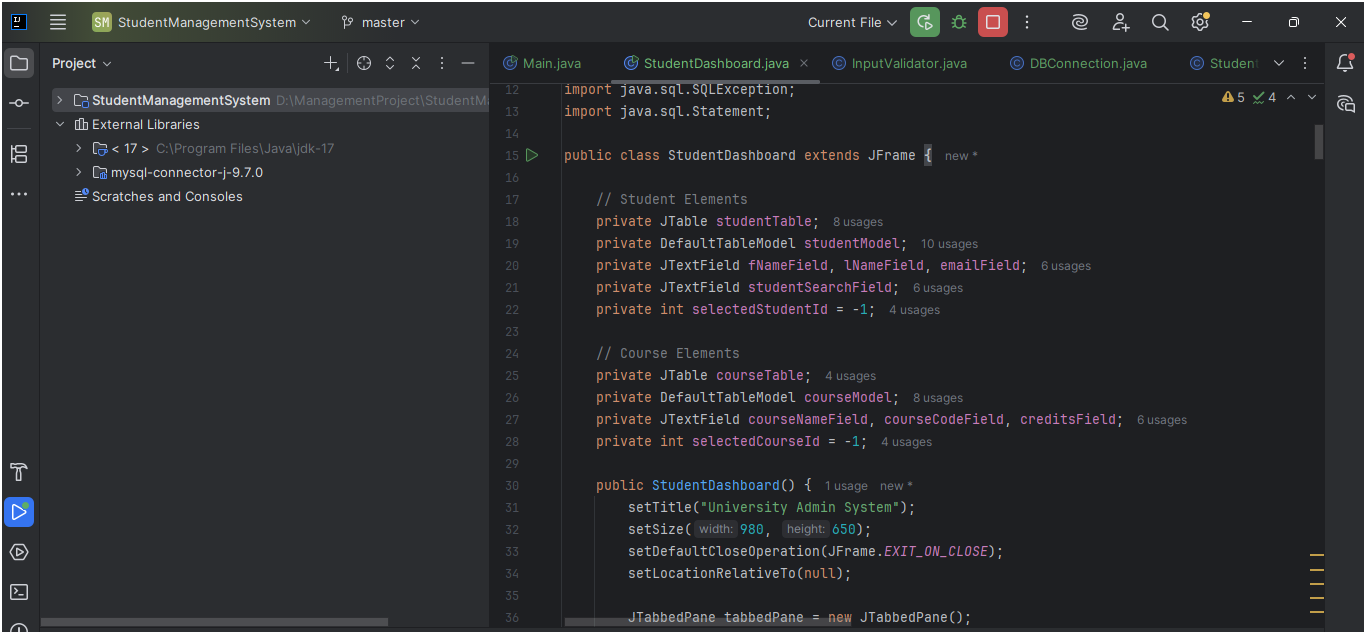 SM StudentManagementSystem master Current File
Project
Main.java StudentDashboard.java InputValidator.java DBConnection.java Student
StudentManagementSystem D:\ManagementProject\StudentM
External Libraries
< 17 > C:\Program Files\Java\jdk-17
mysql-connector-j-9.7.0
Scratches and Consoles
5 4
12 import java.sql.SQLException;
13 import java.sql.Statement;
14
15 public class StudentDashboard extends JFrame { new *
16
17 // Student Elements
18 private JTable studentTable; 8 usages
19 private DefaultTableModel studentModel; 10 usages
20 private JTextField fNameField, lNameField, emailField; 6 usages
21 private JTextField studentSearchField; 6 usages
22 private int selectedStudentId = -1; 4 usages
23
24 // Course Elements
25 private JTable courseTable; 4 usages
26 private DefaultTableModel courseModel; 8 usages
27 private JTextField courseNameField, courseCodeField, creditsField; 6 usages
28 private int selectedCourseId = -1; 4 usages
29
30 public StudentDashboard() { 1 usage new *
31 setTitle("University Admin System");
32 setSize( width: 980, height: 650);
33 setDefaultCloseOperation(JFrame.EXIT_ON_CLOSE);
34 setLocationRelativeTo(null);
35
36 JTabbedPane tabbedPane = new JTabbedPane();